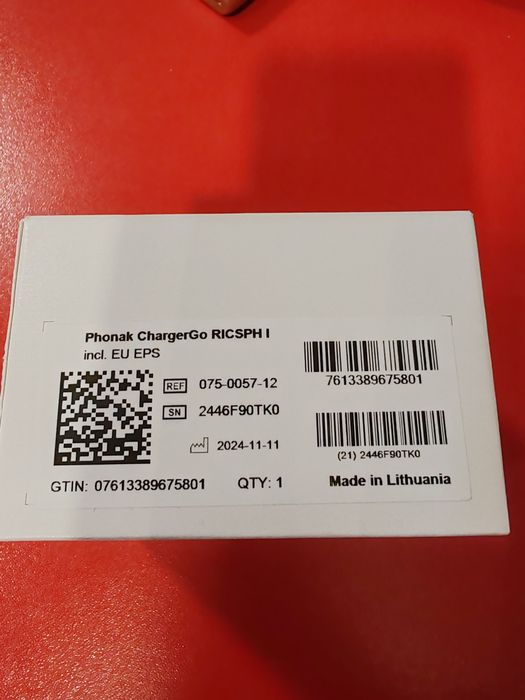 Phonak ChargerGo RICSPH I
incl. EU EPS
REF 075-0057-12
SN 2446F90TK0
2024-11-11
GTIN: 07613389675801 QTY: 1
7613389675801
(21) 2446F90TK0
Made in Lithuania